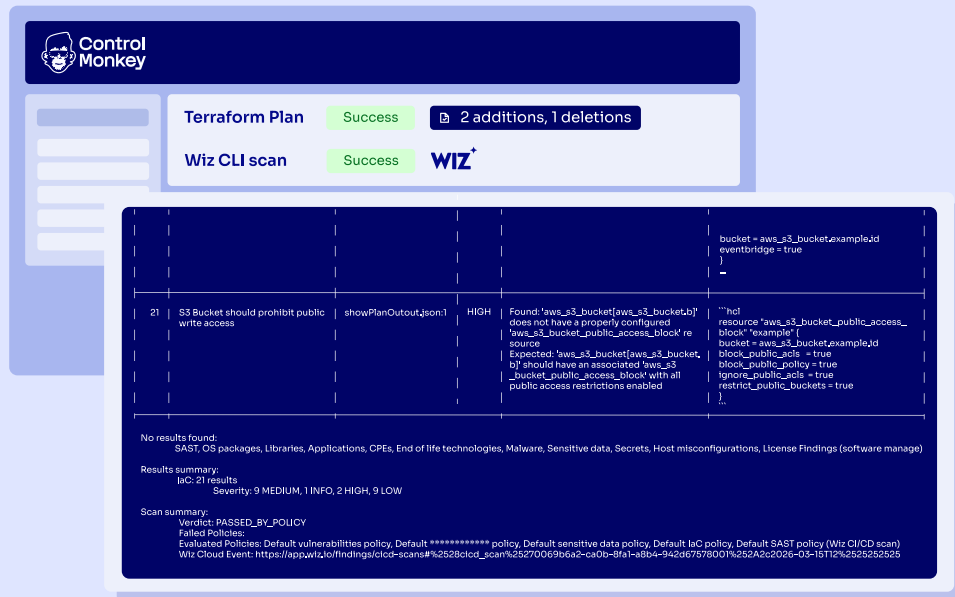 Control
Monkey
Terraform Plan Success 2 additions, 1 deletions
Wiz CLI scan Success WIZ
bucket = aws_s3_bucket.example.id
eventbridge = true
}
21 S3 Bucket should prohibit public write access showPlanOutout.json:1 HIGH
Found: 'aws_s3_bucket[aws_s3_bucket.b]'
does not have a properly configured
'aws_s3_bucket_public_access_block' re
source
Expected: 'aws_s3_bucket[aws_s3_bucket.
b]' should have an associated 'aws_s3
_bucket_public_access_block' with all
public access restrictions enabled
```hcl
resource "aws_s3_bucket_public_access_
block" "example" {
bucket = aws_s3_bucket.example.id
block_public_acls = true
block_public_policy = true
ignore_public_acls = true
restrict_public_buckets = true
}
```
No results found:
SAST, OS packages, Libraries, Applications, CPEs, End of life technologies, Malware, Sensitive data, Secrets, Host misconfigurations, License Findings (software manage)
Results summary:
IaC: 21 results
Severity: 9 MEDIUM, 1 INFO, 2 HIGH, 9 LOW
Scan summary:
Verdict: PASSED_BY_POLICY
Failed Policies:
Evaluated Policies: Default vulnerabilities policy, Default ************ policy, Default sensitive data policy, Default IaC policy, Default SAST policy (Wiz CI/CD scan)
Wiz Cloud Event: https://app.wiz.io/findings/cicd-scans#%2528cicd_scan%25270069b6a2-ca0b-8fa1-a8b4-942d67578001%252A2c2026-03-15T12%2525252525